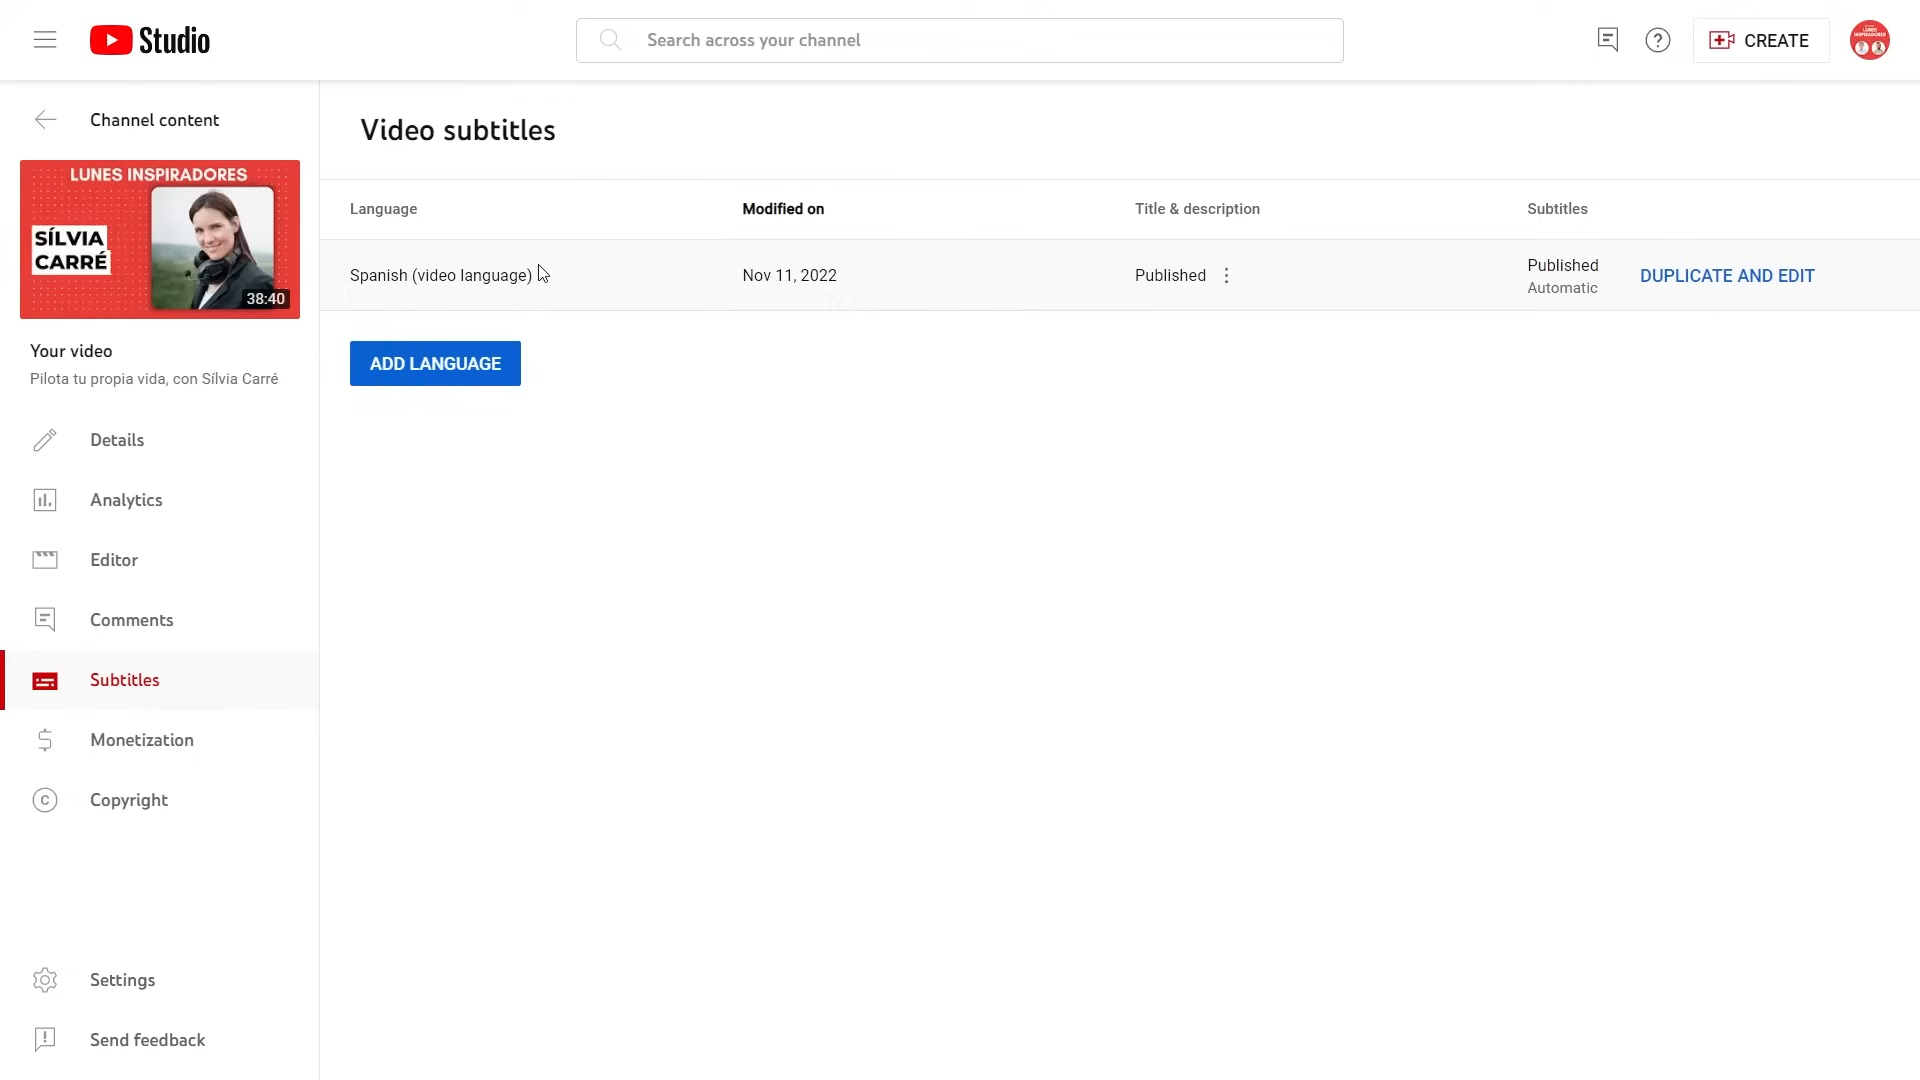 Studio
Search across your channel
CREATE
Channel content
Video subtitles
LUNES INSPIRADORES
SÍLVIA
CARRÉ
38:40
Language
Modified on
Title & description
Subtitles
Spanish (video language)
Nov 11, 2022
Published
Published
Automatic
DUPLICATE AND EDIT
ADD LANGUAGE
Your video
Pilota tu propia vida, con Sílvia Carré
Details
Analytics
Editor
Comments
Subtitles
Monetization
Copyright
Settings
Send feedback